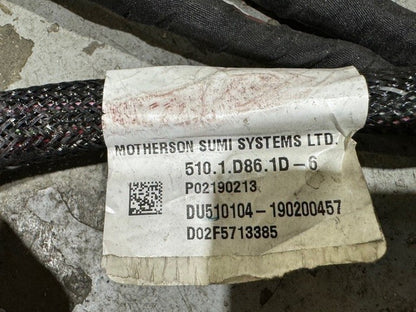 MOTHERSON SUMI SYSTEMS LTD.
510.1.D86.1D-6
P02190213
DU510104-190200457
D02F5713385